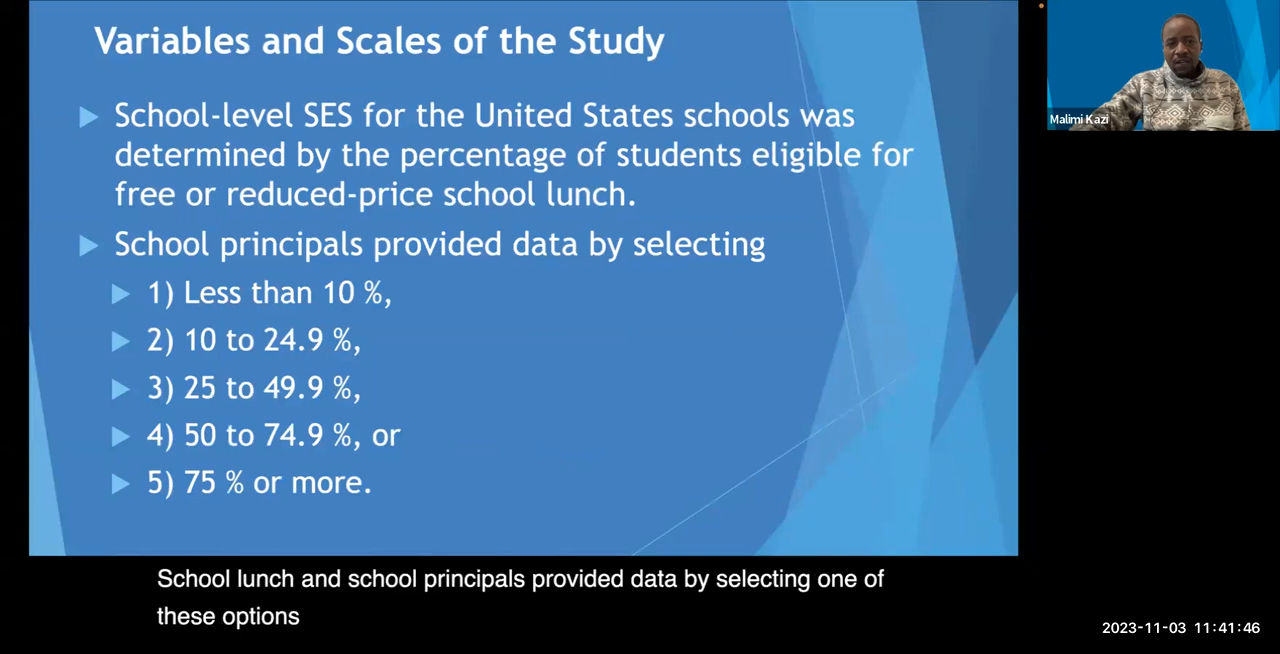 Variables and Scales of the Study
School-level SES for the United States schools was
determined by the percentage of students eligible for
free or reduced-price school lunch.
School principals provided data by selecting
1) Less than 10 %,
2) 10 to 24.9 %,
3) 25 to 49.9 %,
4) 50 to 74.9 %, or
5) 75 % or more.
Malimi Kazi
School lunch and school principals provided data by selecting one of
these options
2023-11-03 11:41:46